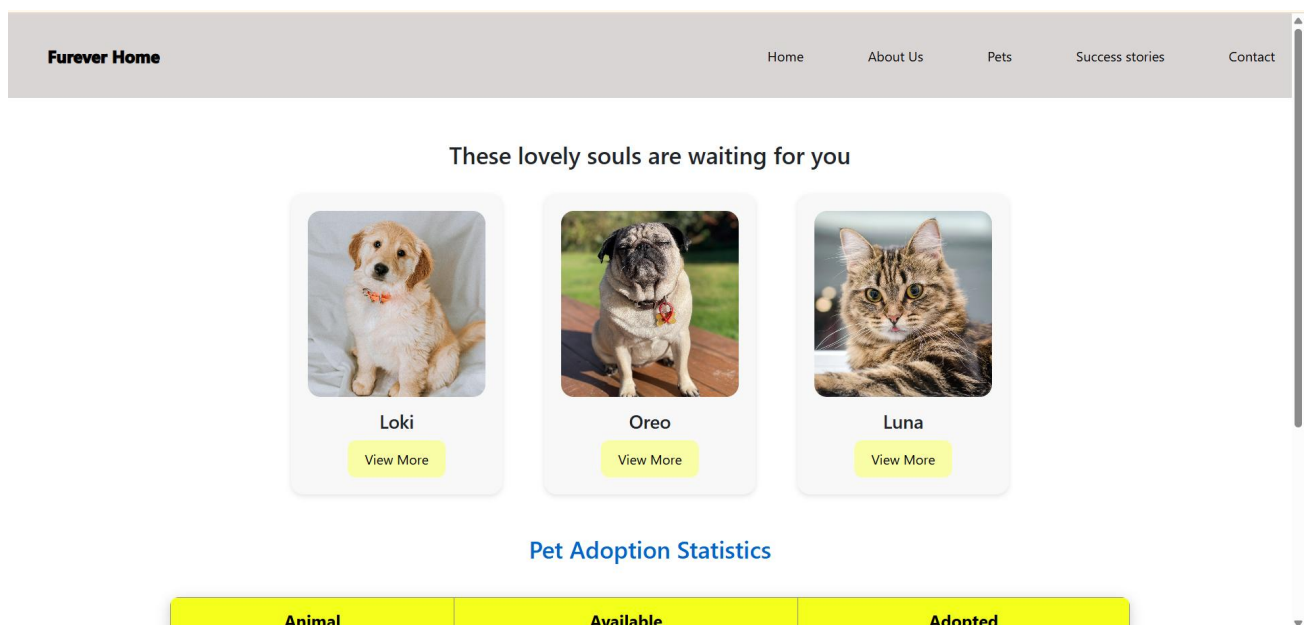 Furever Home Home About Us Pets Success stories Contact
These lovely souls are waiting for you
Loki Oreo Luna
View More View More View More
Pet Adoption Statistics
Animal Available Adopted